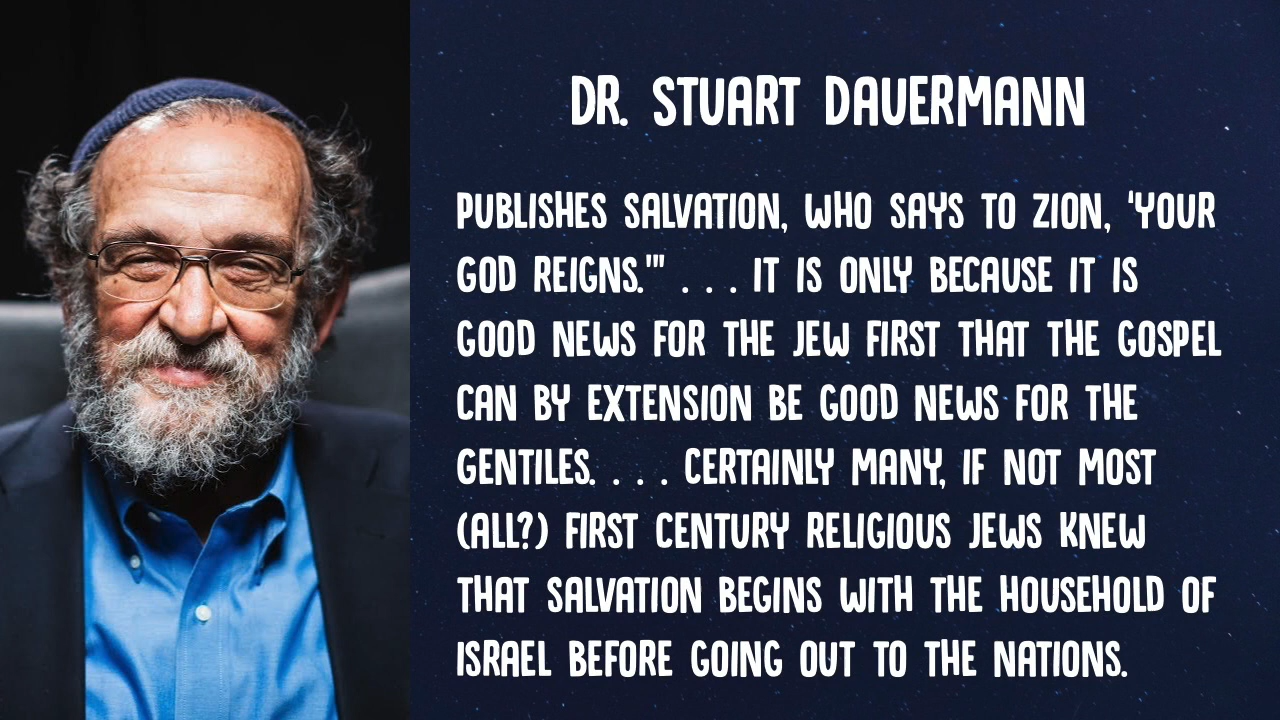 DR. STUART DAUERMANN
PUBLISHES SALVATION, WHO SAYS TO ZION, 'YOUR
GOD REIGNS.'" . . . IT IS ONLY BECAUSE IT IS
GOOD NEWS FOR THE JEW FIRST THAT THE GOSPEL
CAN BY EXTENSION BE GOOD NEWS FOR THE
GENTILES. . . . CERTAINLY MANY, IF NOT MOST
(ALL?) FIRST CENTURY RELIGIOUS JEWS KNEW
THAT SALVATION BEGINS WITH THE HOUSEHOLD OF
ISRAEL BEFORE GOING OUT TO THE NATIONS.